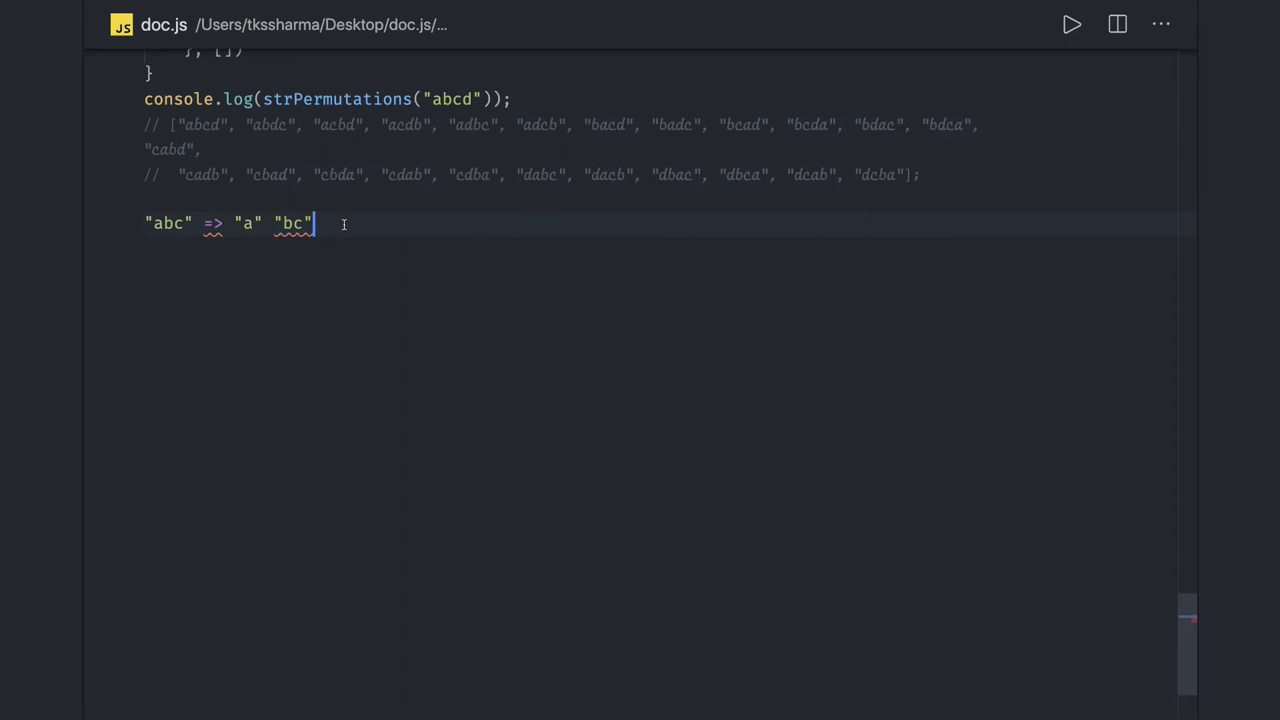 JS doc.js /Users/tkssharma/Desktop/doc.js/... ...
}, [])
}
console.log(strPermutations("abcd"));
// ["abcd", "abdc", "acbd", "acdb", "adbc", "adcb", "bacd", "badc", "bcad", "bcda", "bdac", "bdca",
"cabd",
//  "cadb", "cbad", "cbda", "cdab", "cdba", "dabc", "dacb", "dbac", "dbca", "dcab", "dcba"];
"abc" => "a" "bc"